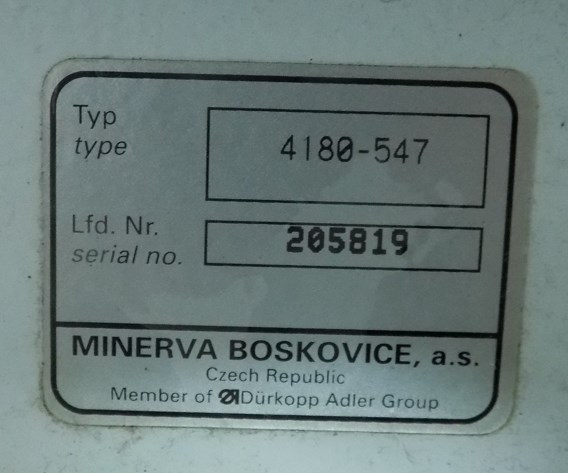 Typ
type
4180-547
Lfd. Nr.
serial no.
205819
MINERVA BOSKOVICE, a.s.
Czech Republic
Member of Dürkopp Adler Group